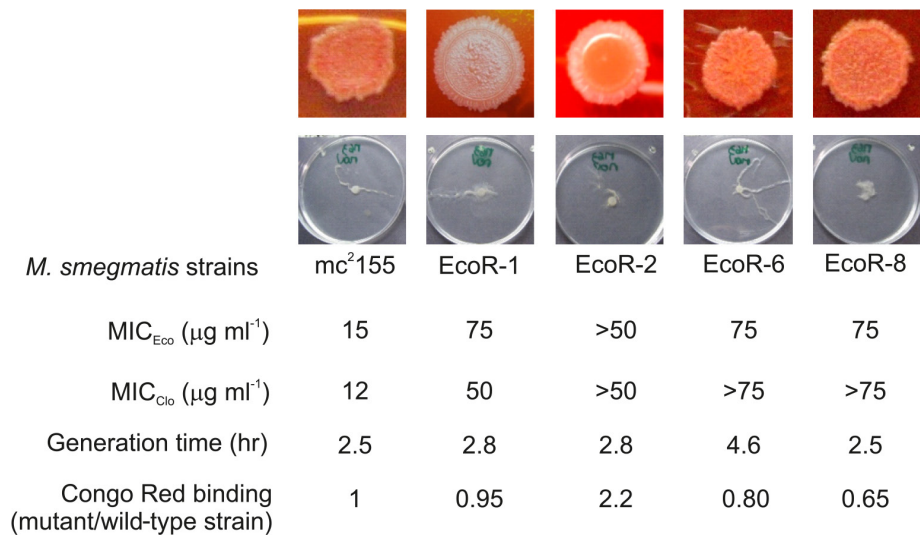 M. smegmatis strains mc²155 EcoR-1 EcoR-2 EcoR-6 EcoR-8
MIC_Eco (μg ml⁻¹) 15 75 >50 75 75
MIC_Clo (μg ml⁻¹) 12 50 >50 >75 >75
Generation time (hr) 2.5 2.8 2.8 4.6 2.5
Congo Red binding
(mutant/wild-type strain) 1 0.95 2.2 0.80 0.65